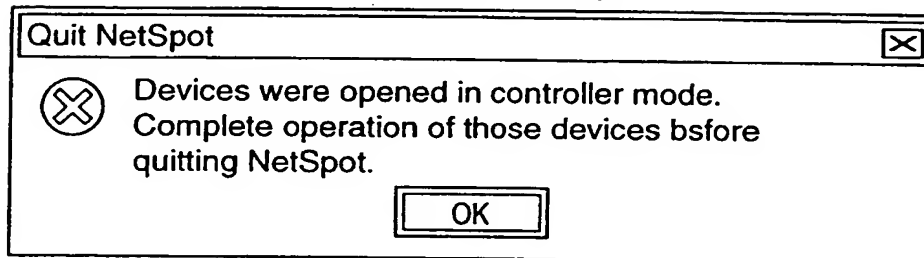 Quit NetSpot
Devices were opened in controller mode.
Complete operation of those devices bsfore
quitting NetSpot.
OK